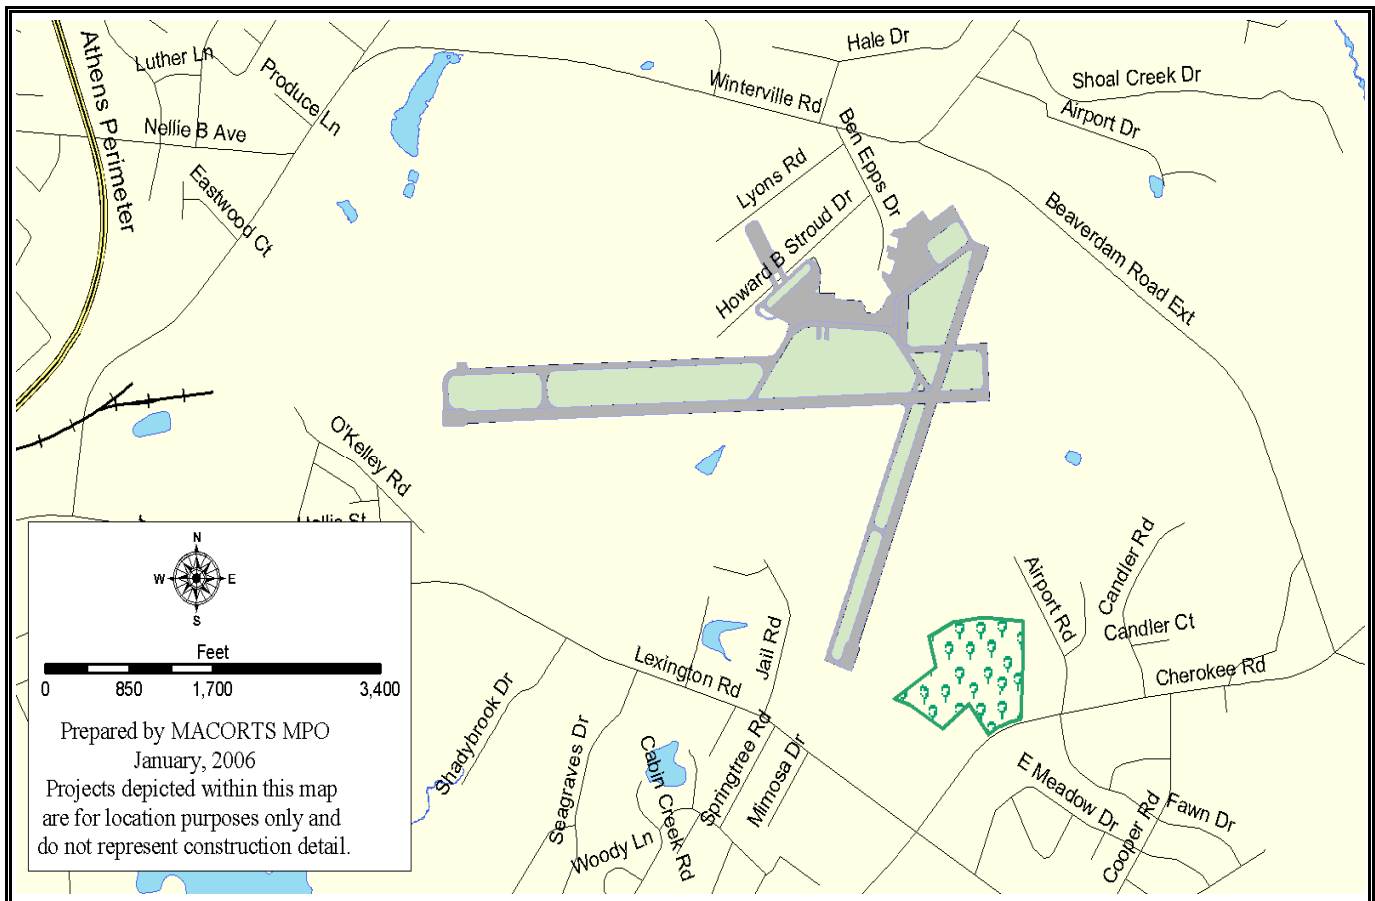 Hale Dr
Luther Ln
Athens Perimeter
Produce Ln
Winterville Rd
Shoal Creek Dr
Airport Dr
Nellie B Ave
Ben Epps Dr
Lyons Rd
Eastwood Ct
Howard B Stroud Dr
Beaverdam Road Ext
O'Kelley Rd
Hollis St
N
W E
S
Feet
0 850 1,700 3,400
Prepared by MACORTS MPO
January, 2006
Projects depicted within this map
are for location purposes only and
do not represent construction detail.
Candler Rd
Airport Rd
Candler Ct
Cherokee Rd
Jail Rd
Lexington Rd
Shadybrook Dr
Seagraves Dr
Cabin Creek Rd
Springtree Rd
Mimosa Dr
Woody Ln
E Meadow Dr
Fawn Dr
Cooper Rd